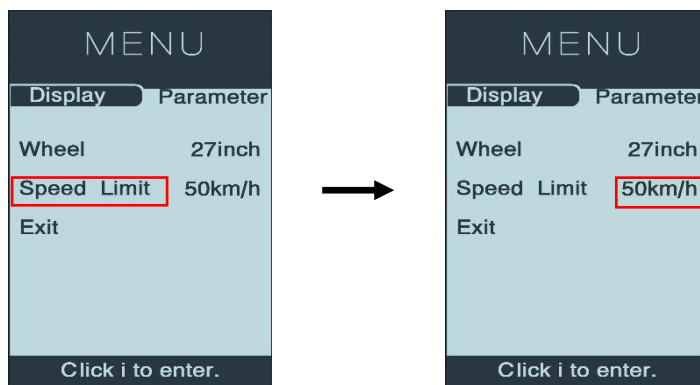 MENU
Display Parameter
Wheel 27inch
Speed Limit 50km/h
Exit
Click i to enter.
MENU
Display Parameter
Wheel 27inch
Speed Limit 50km/h
Exit
Click i to enter.